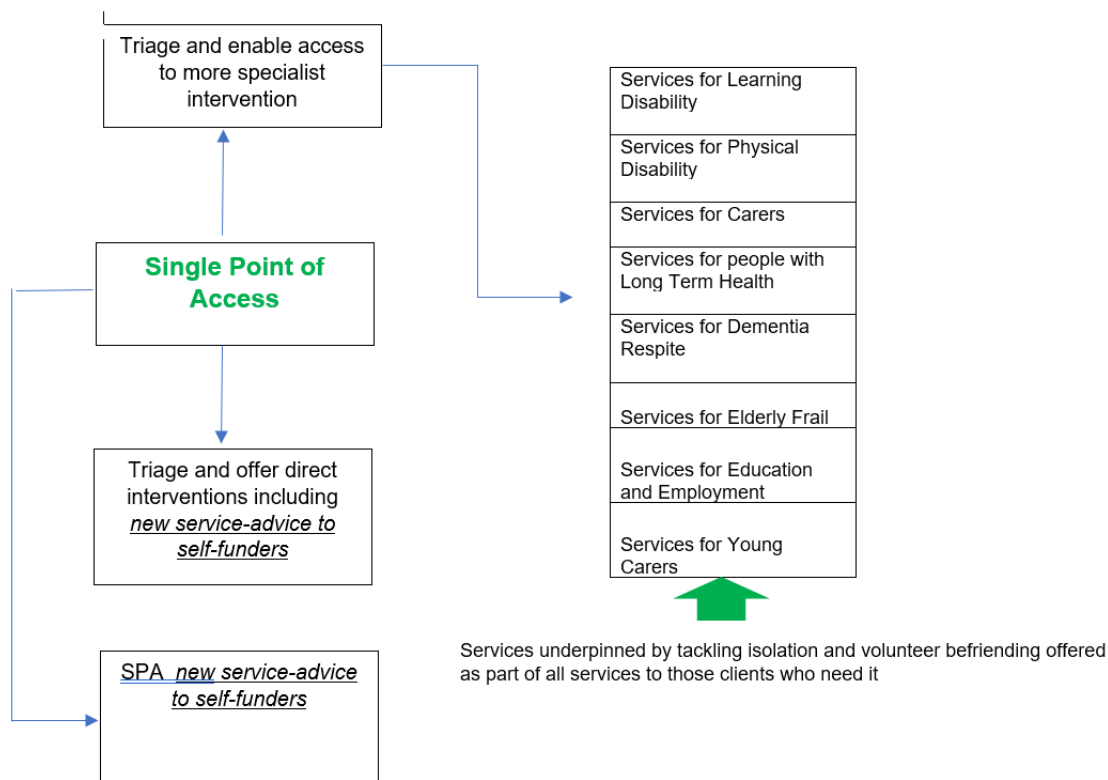 Triage and enable access
to more specialist
intervention
Single Point of
Access
Triage and offer direct
interventions including
new service-advice to
self-funders
SPA  new service-advice
to self-funders
Services for Learning
Disability
Services for Physical
Disability
Services for Carers
Services for people with
Long Term Health
Services for Dementia
Respite
Services for Elderly Frail
Services for Education
and Employment
Services for Young
Carers
Services underpinned by tackling isolation and volunteer befriending offered
as part of all services to those clients who need it